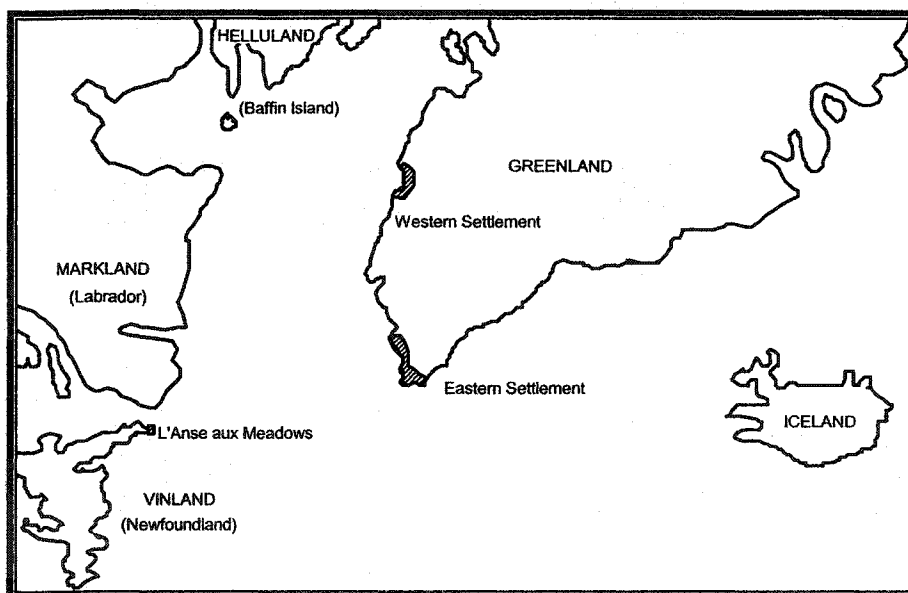 HELLULAND
(Baffin Island)
GREENLAND
Western Settlement
MARKLAND
(Labrador)
Eastern Settlement
ICELAND
L'Anse aux Meadows
VINLAND
(Newfoundland)